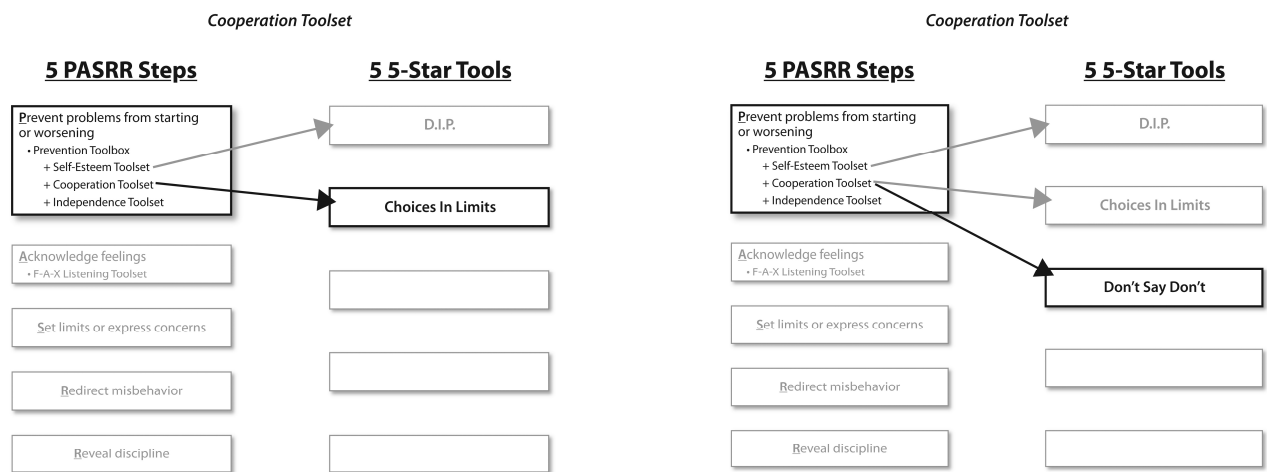 Cooperation Toolset
5 PASRR Steps
5 5-Star Tools
Prevent problems from starting
or worsening
• Prevention Toolbox
+ Self-Esteem Toolset
+ Cooperation Toolset
+ Independence Toolset
Acknowledge feelings
• F-A-X Listening Toolset
Set limits or express concerns
Redirect misbehavior
Reveal discipline
D.I.P.
Choices In Limits
Cooperation Toolset
5 PASRR Steps
5 5-Star Tools
Prevent problems from starting
or worsening
• Prevention Toolbox
+ Self-Esteem Toolset
+ Cooperation Toolset
+ Independence Toolset
Acknowledge feelings
• F-A-X Listening Toolset
Set limits or express concerns
Redirect misbehavior
Reveal discipline
D.I.P.
Choices In Limits
Don't Say Don't